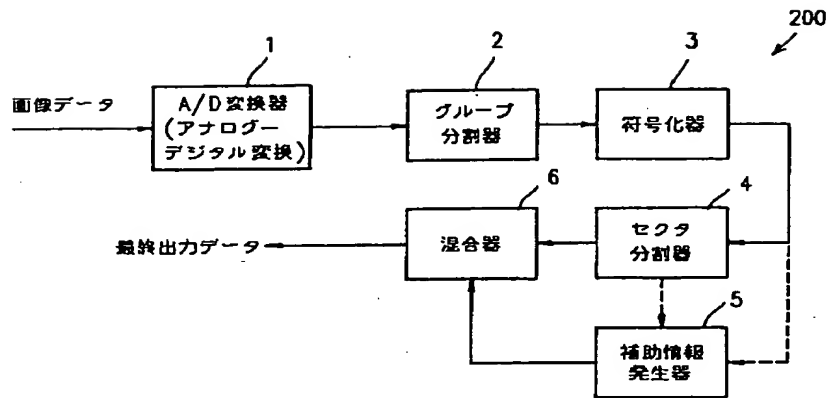 200
1
2
3
画像データ
A/D変換器
(アナログー
デジタル変換)
グループ
分割器
符号化器
6
4
最終出力データ
混合器
セクタ
分割器
5
補助情報
発生器